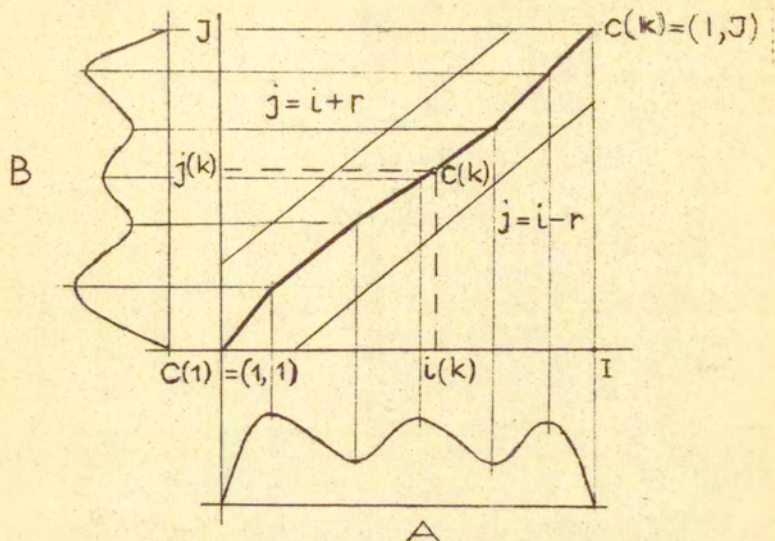 J
C(K)=(I,J)
j=i+r
B
j(k)
C(k)
j=i-r
C(1)=(1,1)
i(k)
I
A